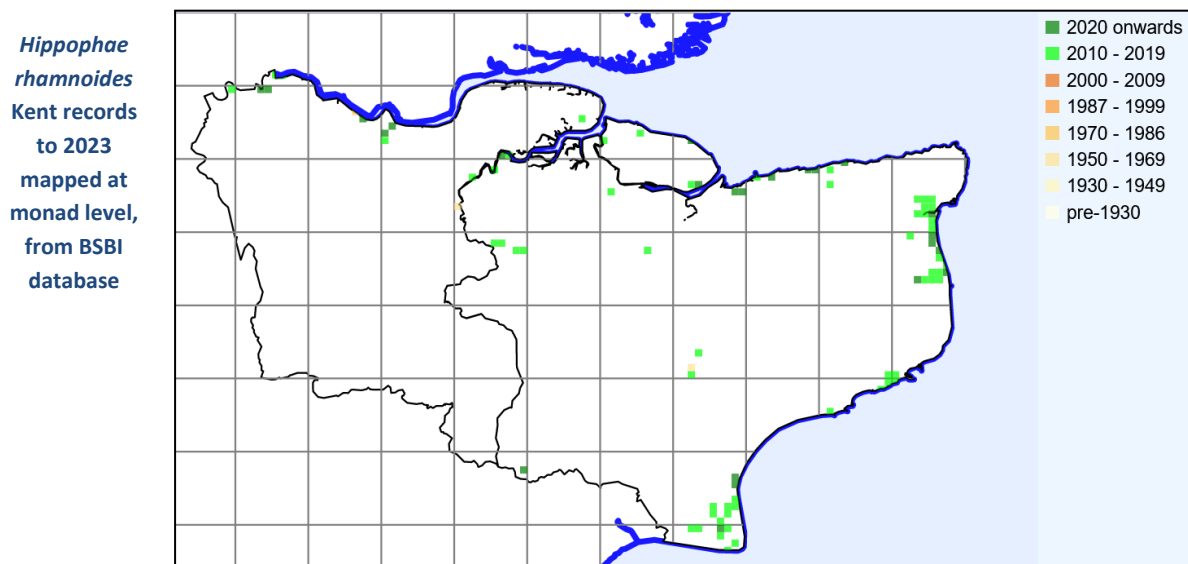 Hippophae
rhamnoides
Kent records
to 2023
mapped at
monad level,
from BSBI
database
2020 onwards
2010 - 2019
2000 - 2009
1987 - 1999
1970 - 1986
1950 - 1969
1930 - 1949
pre-1930